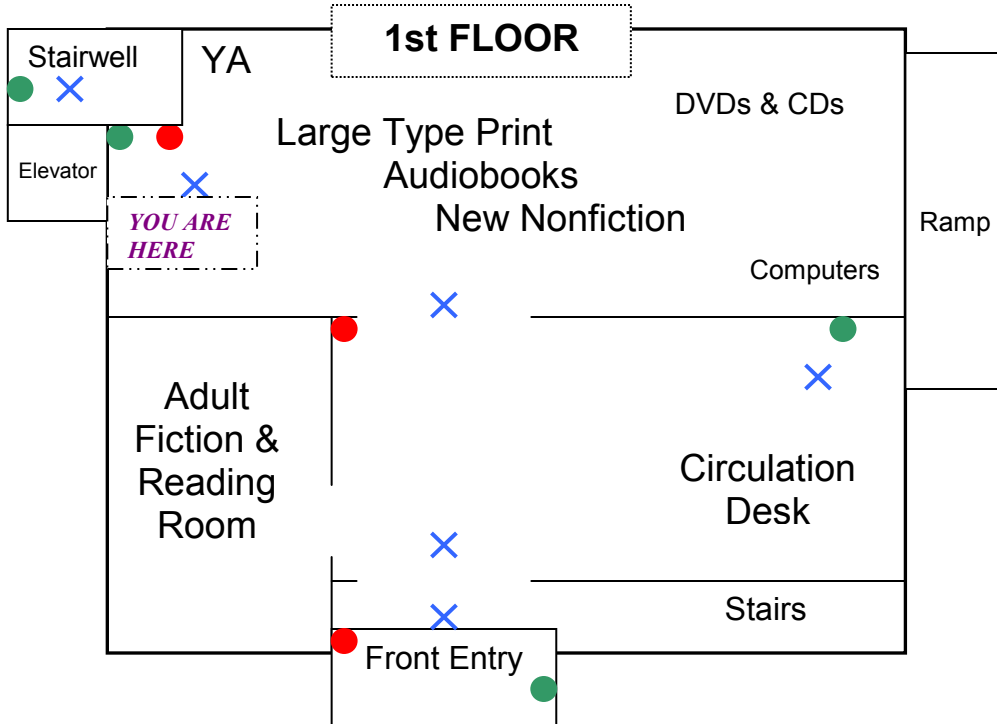 1st FLOOR
Stairwell
YA
DVDs & CDs
Large Type Print
Audiobooks
New Nonfiction
Elevator
YOU ARE
HERE
Ramp
Computers
Adult
Fiction &
Reading
Room
Circulation
Desk
Stairs
Front Entry